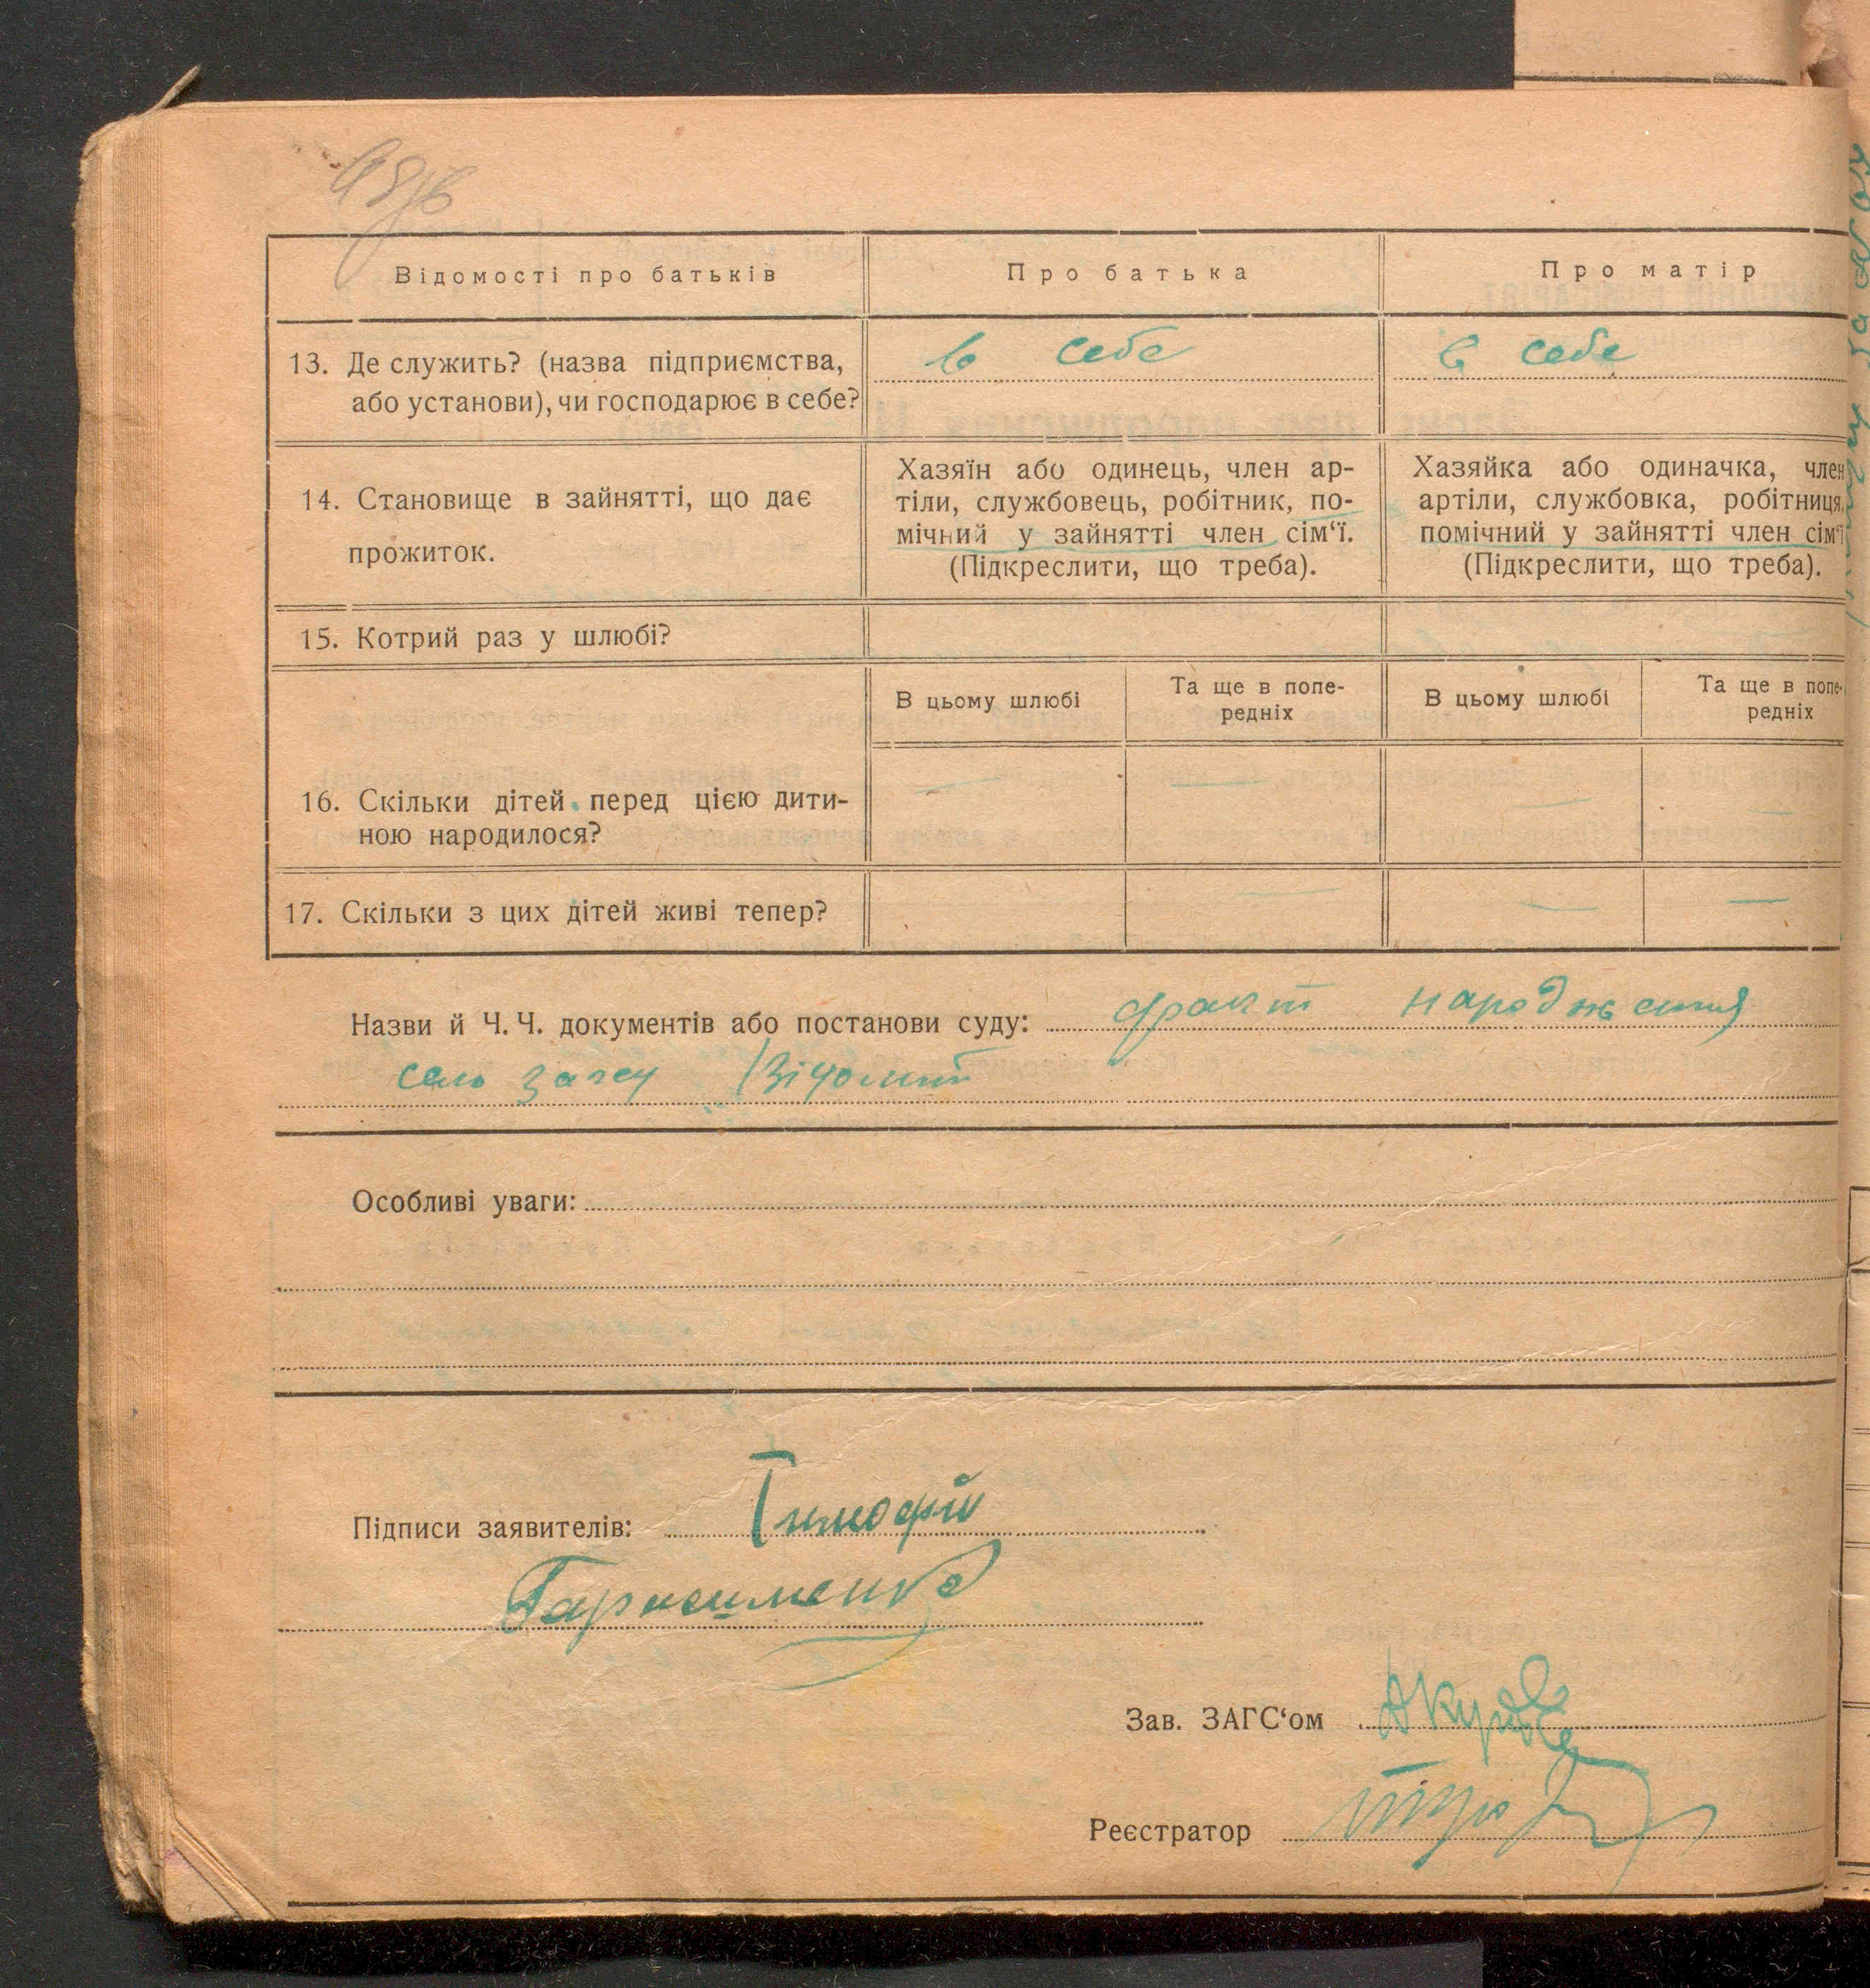 Відомості про батьків
Про батька
Про матір
13. Де служить? (назва підприємства,
або установи), чи господарює в себе?
в себе
в себе
14. Становище в зайнятті, що дає
прожиток.
Хазяїн або одинець, член ар-
тіли, службовець, робітник, по-
мічний у зайнятті член сім‘ї.
(Підкреслити, що треба).
Хазяйка або одиначка, член
артіли, службовка, робітниця,
помічний у зайнятті член сім‘ї
(Підкреслити, що треба).
15. Котрий раз у шлюбі?
В цьому шлюбі
Та ще в попе-
редніх
В цьому шлюбі
Та ще в попе-
редніх
16. Скільки дітей перед цією дити-
ною народилося?
17. Скільки з цих дітей живі тепер?
Назви й Ч. Ч. документів або постанови суду: факт народження
село
Особливі уваги:
Підписи заявителів: Тимофій
Зав. ЗАГС‘ом
Реєстратор